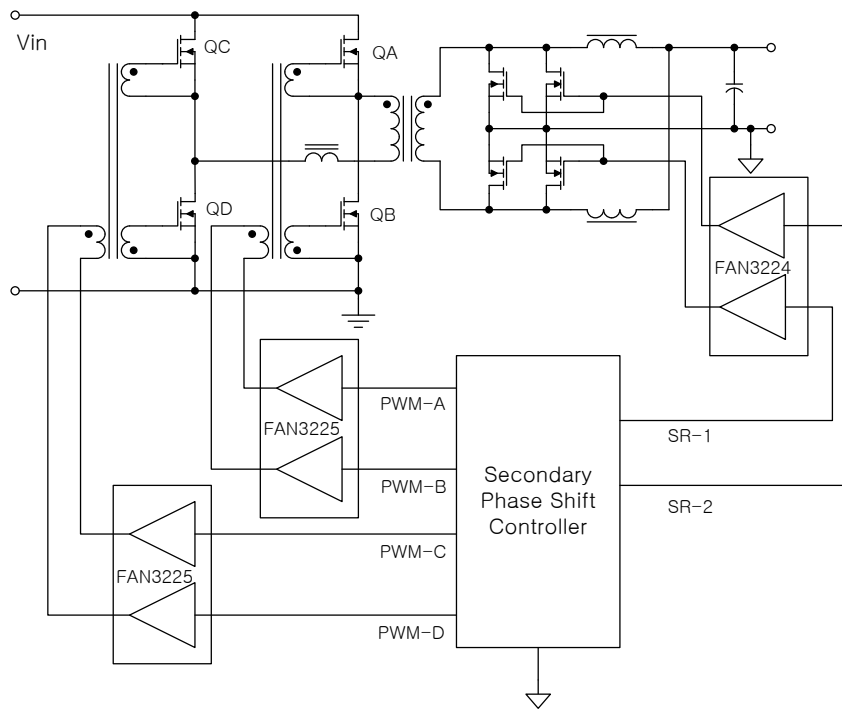 Vin
QC
QA
QD
QB
FAN3224
FAN3225
PWM-A
PWM-B
SR-1
Secondary
Phase Shift
Controller
SR-2
PWM-C
FAN3225
PWM-D